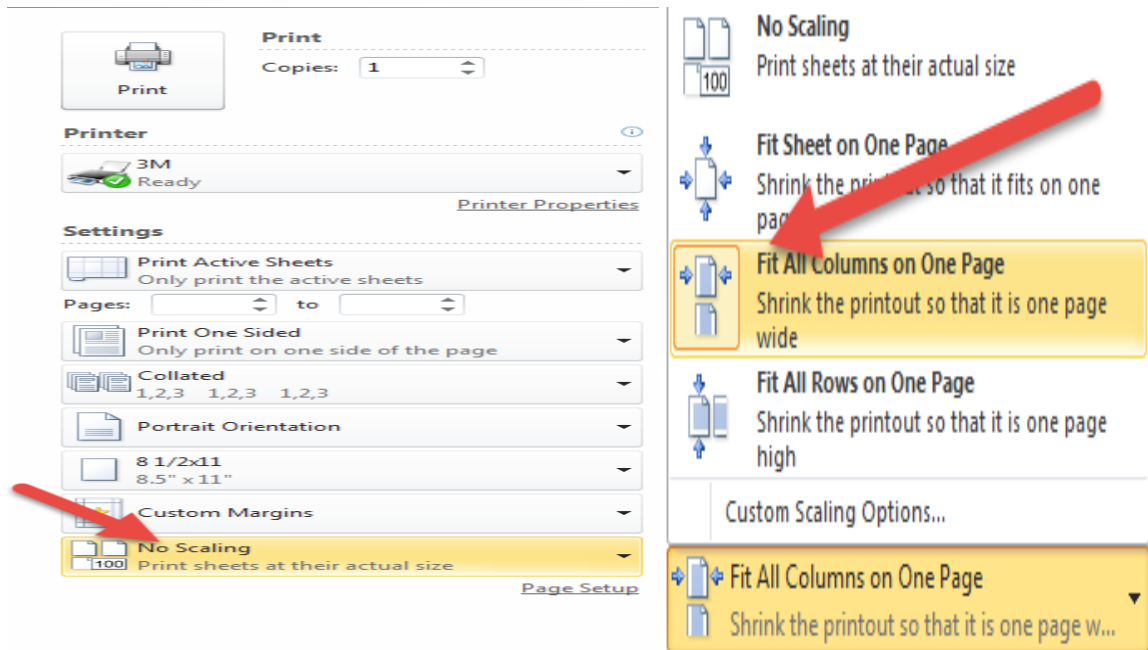 Print
Copies: 1
Print
Printer
3M
Ready
Printer Properties
Settings
Print Active Sheets
Only print the active sheets
Pages: to
Print One Sided
Only print on one side of the page
Collated
1,2,3 1,2,3 1,2,3
Portrait Orientation
8 1/2x11
8.5" x 11"
Custom Margins
No Scaling
100 Print sheets at their actual size
Page Setup
No Scaling
Print sheets at their actual size
100
Fit Sheet on One Page
Shrink the printout so that it fits on one
page
Fit All Columns on One Page
Shrink the printout so that it is one page
wide
Fit All Rows on One Page
Shrink the printout so that it is one page
high
Custom Scaling Options...
Fit All Columns on One Page
Shrink the printout so that it is one page w...